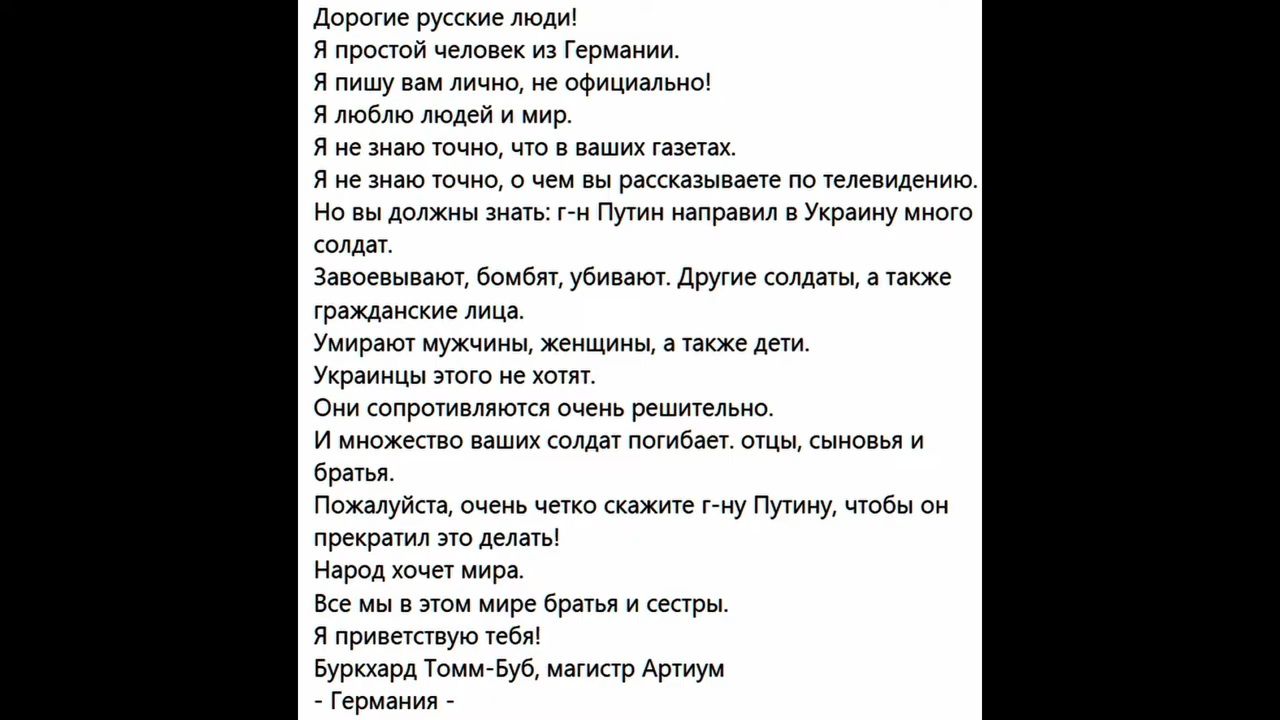 Дорогие русские люди!
Я простой человек из Германии.
Я пишу вам лично, не официально!
Я люблю людей и мир.
Я не знаю точно, что в ваших газетах.
Я не знаю точно, о чем вы рассказываете по телевидению.
Но вы должны знать: г-н Путин направил в Украину много
солдат.
Завоевывают, бомбят, убивают. Другие солдаты, а также
гражданские лица.
Умирают мужчины, женщины, а также дети.
Украинцы этого не хотят.
Они сопротивляются очень решительно.
И множество ваших солдат погибает. отцы, сыновья и
братья.
Пожалуйста, очень четко скажите г-ну Путину, чтобы он
прекратил это делать!
Народ хочет мира.
Все мы в этом мире братья и сестры.
Я приветствую тебя!
Буркхард Томм-Буб, магистр Артиум
- Германия -